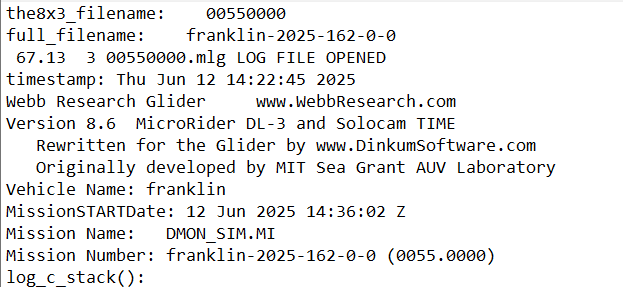 the8x3_filename:    00550000
full_filename:    franklin-2025-162-0-0
 67.13  3 00550000.mlg LOG FILE OPENED
timestamp: Thu Jun 12 14:22:45 2025
Webb Research Glider     www.WebbResearch.com
Version 8.6  MicroRider DL-3 and Solocam TIME
   Rewritten for the Glider by www.DinkumSoftware.com
   Originally developed by MIT Sea Grant AUV Laboratory
Vehicle Name: franklin
MissionSTARTDate: 12 Jun 2025 14:36:02 Z
Mission Name:   DMON_SIM.MI
Mission Number: franklin-2025-162-0-0 (0055.0000)
log_c_stack():